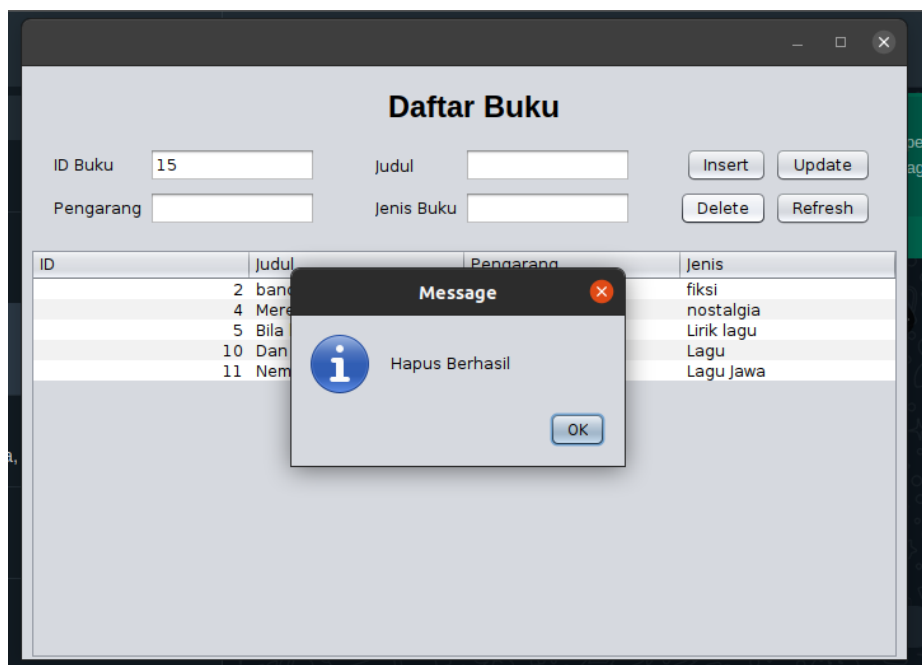 Daftar Buku
ID Buku 15 Judul Insert Update
Pengarang Jenis Buku Delete Refresh
ID Judul Pengarang Jenis
2 fiksi
4 nostalgia
5 Bila Lirik lagu
10 Dan Lagu
11 Lagu Jawa
Message
Hapus Berhasil
OK